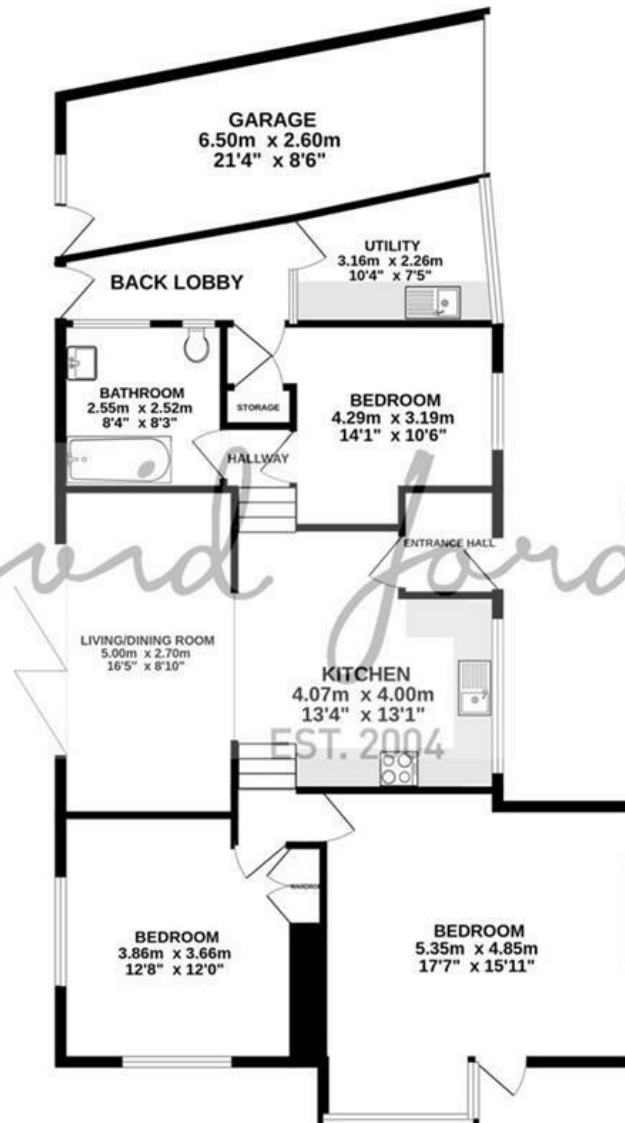 GARAGE
6.50m x 2.60m
21'4" x 8'6"
UTILITY
3.16m x 2.26m
10'4" x 7'5"
BACK LOBBY
BATHROOM
2.55m x 2.52m
8'4" x 8'3"
STORAGE
BEDROOM
4.29m x 3.19m
14'1" x 10'6"
HALLWAY
ENTRANCE HALL
LIVING/DINING ROOM
5.00m x 2.70m
16'5" x 8'10"
KITCHEN
4.07m x 4.00m
13'4" x 13'1"
EST. 2004
BEDROOM
3.86m x 3.66m
12'8" x 12'0"
BEDROOM
5.35m x 4.85m
17'7" x 15'11"